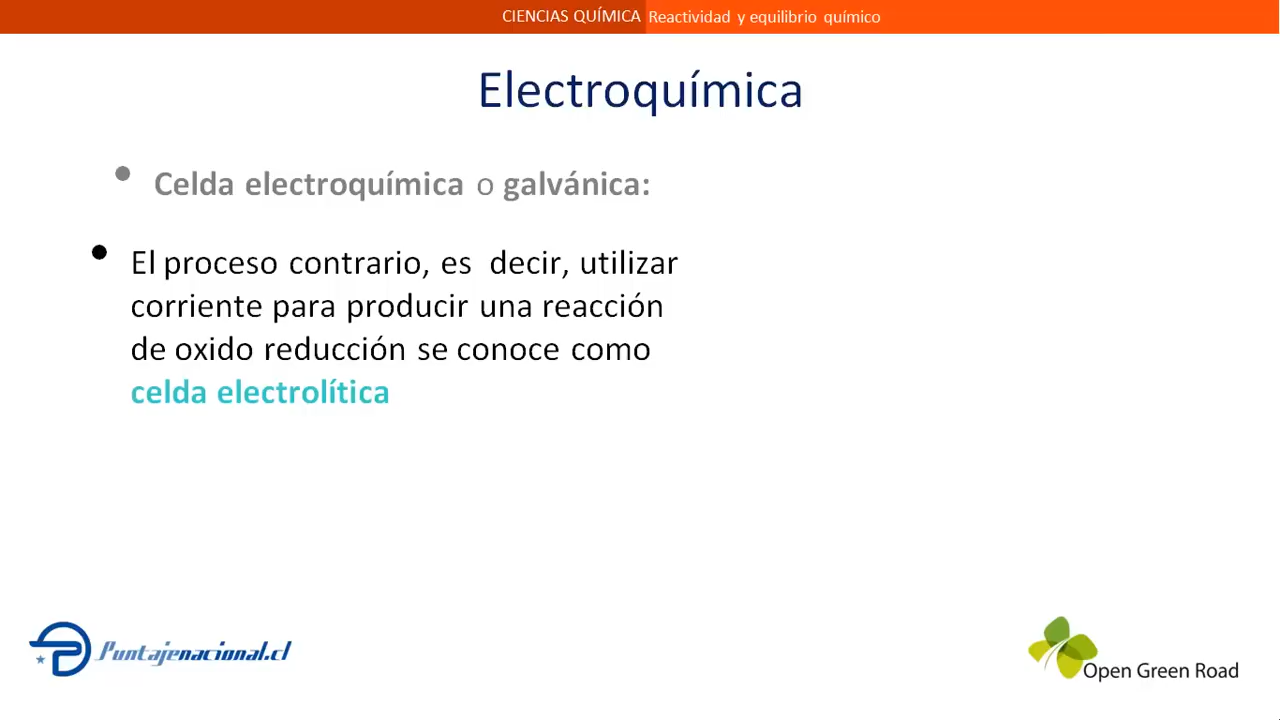 CIENCIAS QUÍMICA Reactividad y equilibrio químico
Electroquímica
• Celda electroquímica o galvánica:
• El proceso contrario, es decir, utilizar
corriente para producir una reacción
de oxido reducción se conoce como
celda electrolítica
Puntajenacional.cl
Open Green Road